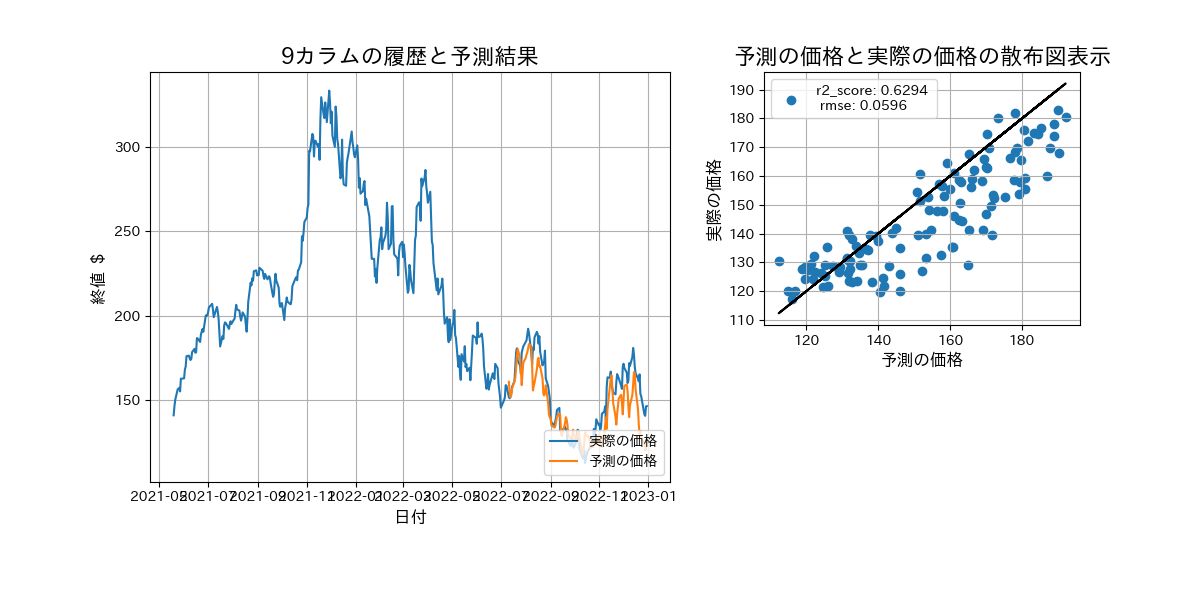 9カラムの履歴と予測結果
終値 $
300
250
200
150
2021-05
2021-07
2021-09
2021-11
2022-01
2022-03
2022-05
2022-07
2022-09
2022-11
2023-01
日付
実際の価格
予測の価格
予測の価格と実際の価格の散布図表示
r2_score: 0.6294
rmse: 0.0596
実際の価格
190
180
170
160
150
140
130
120
110
120
140
160
180
予測の価格